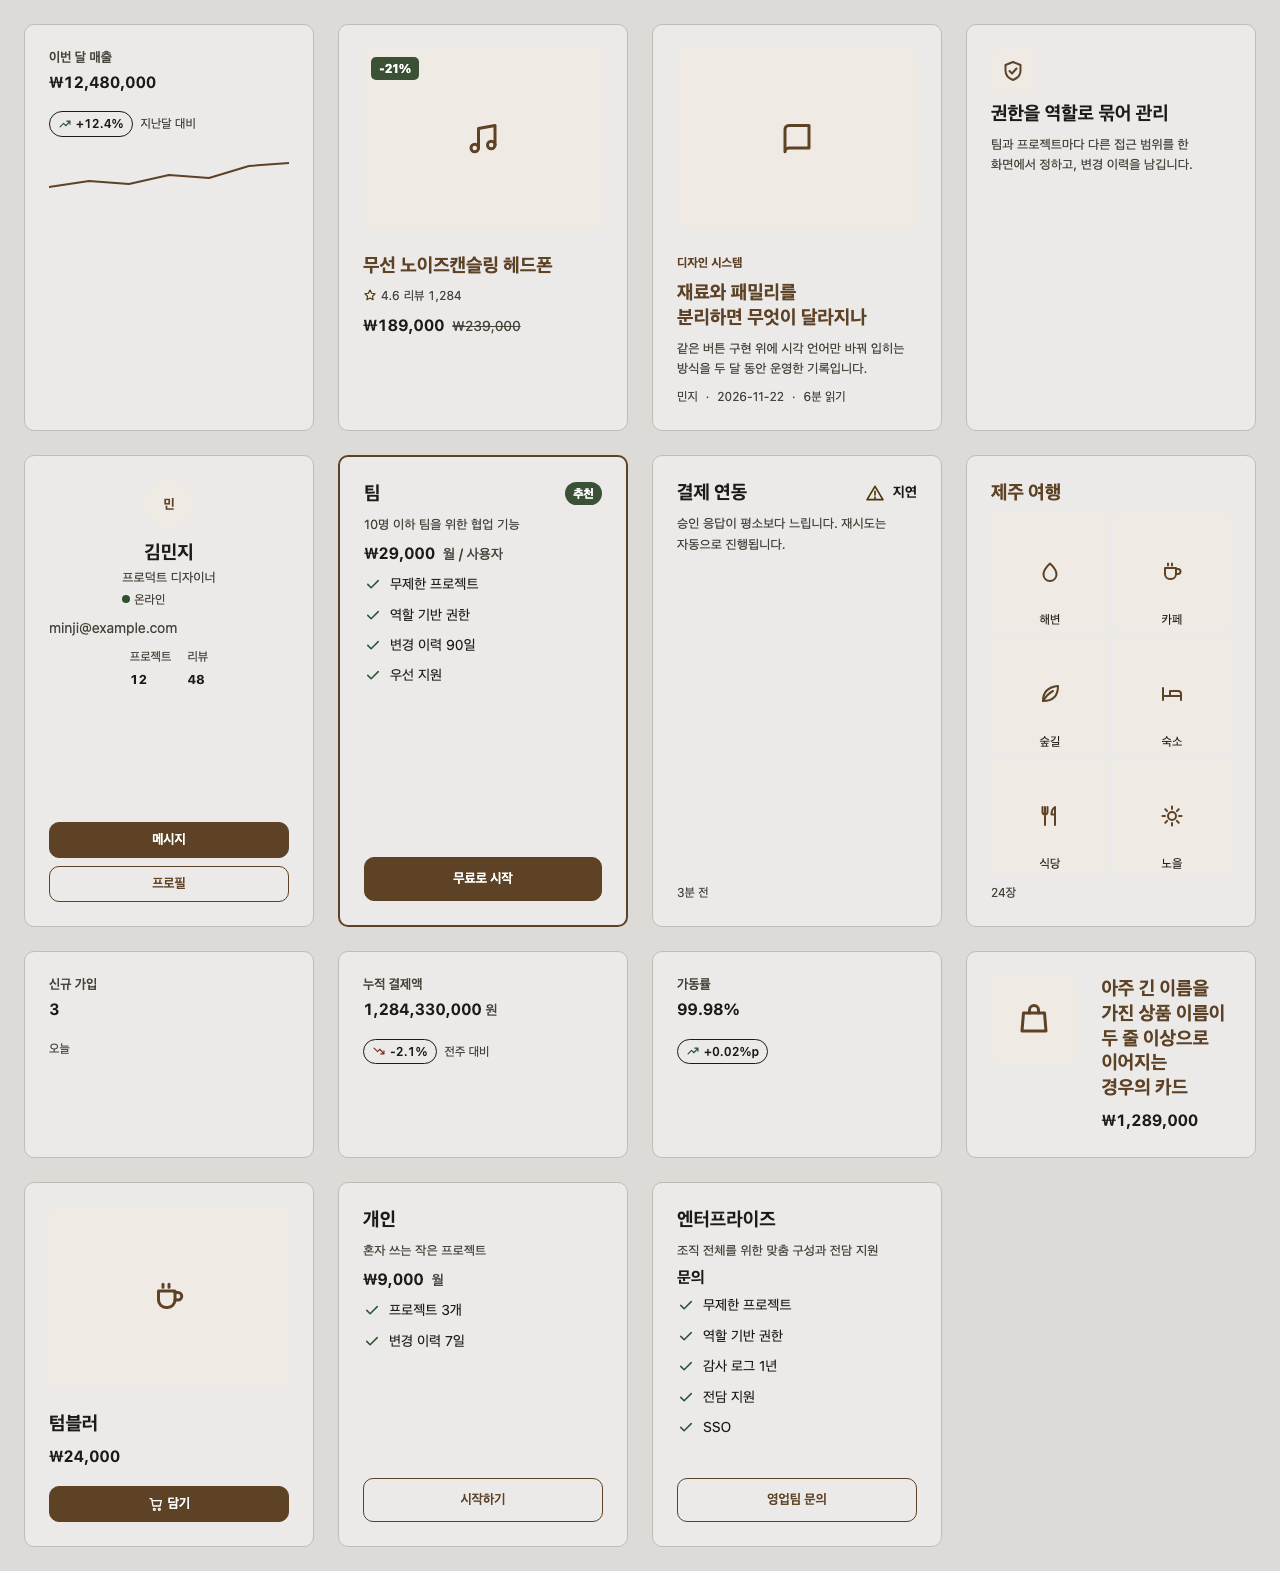 이번 달 매출
₩12,480,000
+12.4% 지난달 대비
-21%
무선 노이즈캔슬링 헤드폰
4.6 리뷰 1,284
₩189,000 ₩239,000
디자인 시스템
재료와 패밀리를
분리하면 무엇이 달라지나
같은 버튼 구현 위에 시각 언어만 바꿔 입히는
방식을 두 달 동안 운영한 기록입니다.
민지 · 2026-11-22 · 6분 읽기
권한을 역할로 묶어 관리
팀과 프로젝트마다 다른 접근 범위를 한
화면에서 정하고, 변경 이력을 남깁니다.
민
김민지
프로덕트 디자이너
온라인
minji@example.com
프로젝트 리뷰
12 48
메시지
프로필
팀 추천
10명 이하 팀을 위한 협업 기능
₩29,000 월 / 사용자
무제한 프로젝트
역할 기반 권한
변경 이력 90일
우선 지원
무료로 시작
결제 연동 지연
승인 응답이 평소보다 느립니다. 재시도는
자동으로 진행됩니다.
3분 전
제주 여행
해변 카페
숲길 숙소
식당 노을
24장
신규 가입
3
오늘
누적 결제액
1,284,330,000 원
-2.1% 전주 대비
가동률
99.98%
+0.02%p
아주 긴 이름을
가진 상품 이름이
두 줄 이상으로
이어지는
경우의 카드
₩1,289,000
텀블러
₩24,000
담기
개인
혼자 쓰는 작은 프로젝트
₩9,000 월
프로젝트 3개
변경 이력 7일
시작하기
엔터프라이즈
조직 전체를 위한 맞춤 구성과 전담 지원
문의
무제한 프로젝트
역할 기반 권한
감사 로그 1년
전담 지원
SSO
영업팀 문의